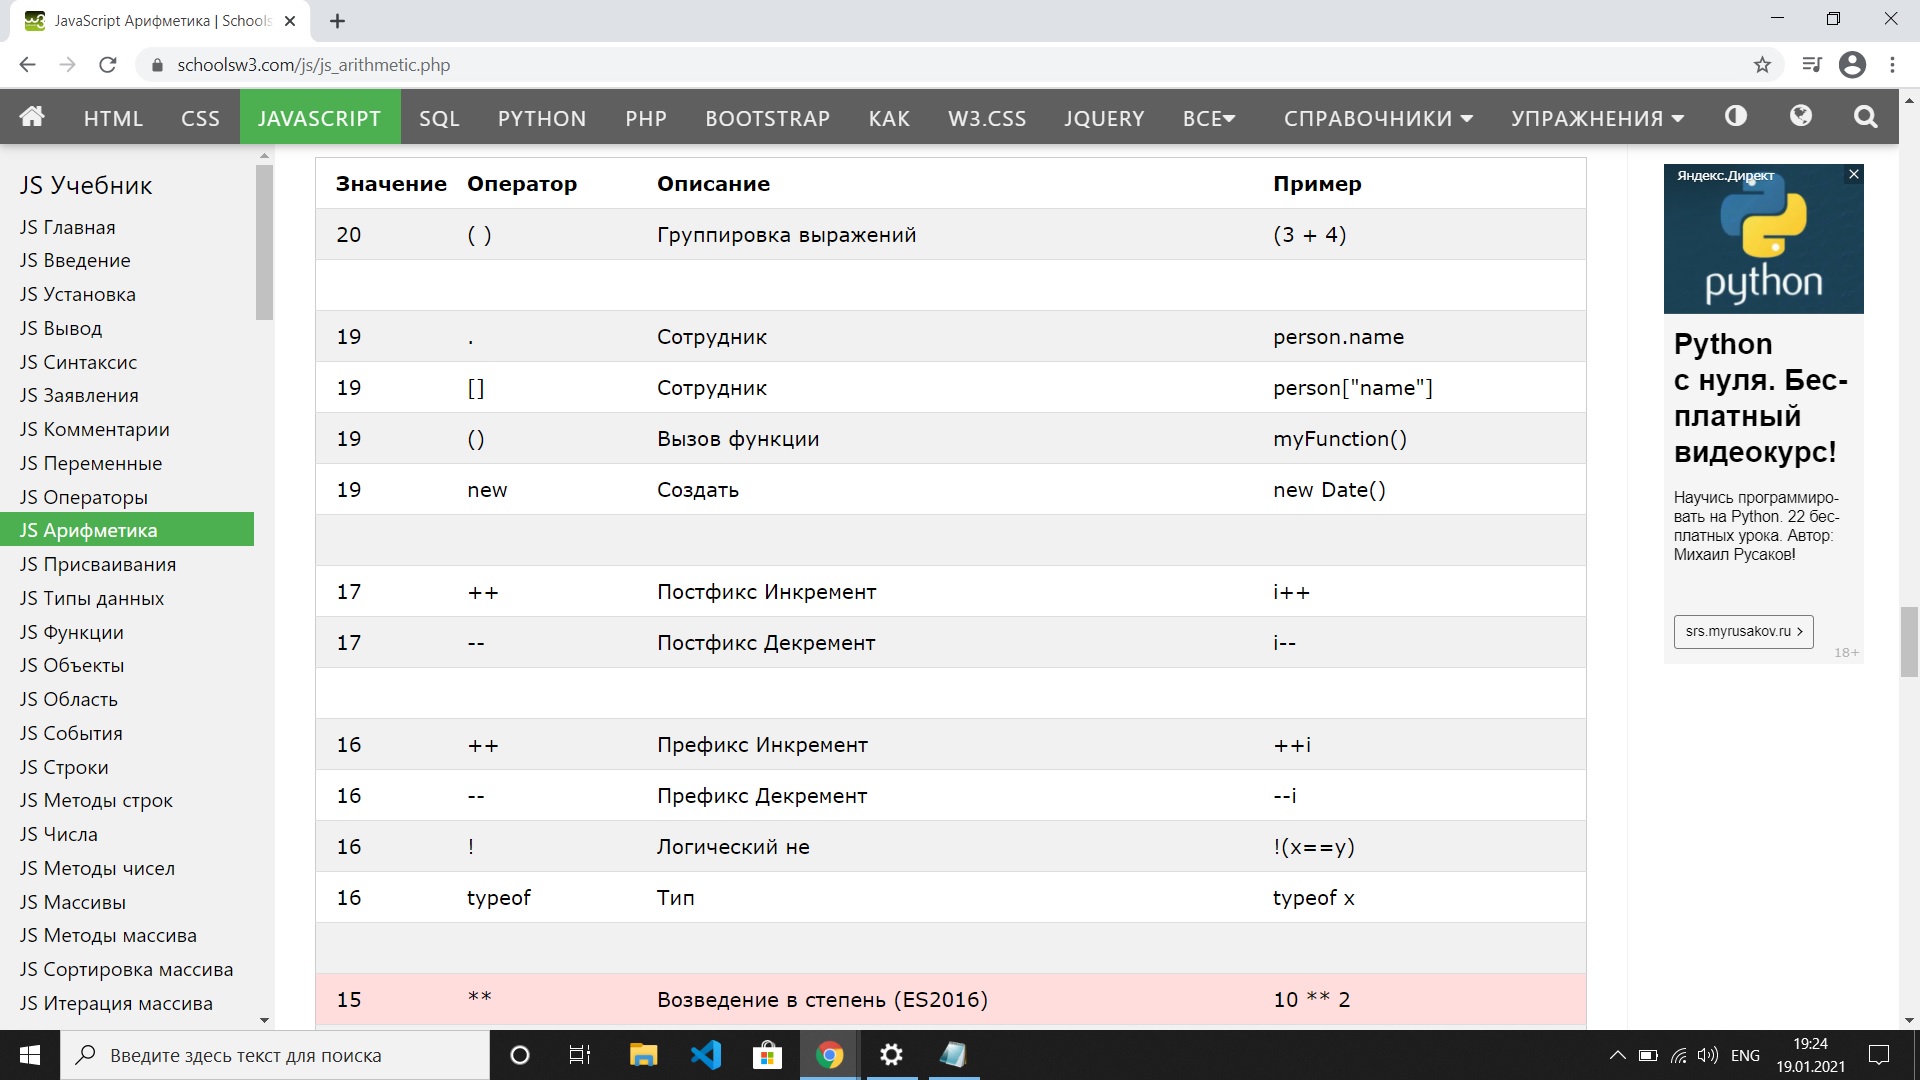 JavaScript Арифметика | Schools
schoolsw3.com/js/js_arithmetic.php
HTML CSS JAVASCRIPT SQL PYTHON PHP BOOTSTRAP КАК W3.CSS JQUERY ВСЕ СПРАВОЧНИКИ УПРАЖНЕНИЯ
JS Учебник
JS Главная
JS Введение
JS Установка
JS Вывод
JS Синтаксис
JS Заявления
JS Комментарии
JS Переменные
JS Операторы
JS Арифметика
JS Присваивания
JS Типы данных
JS Функции
JS Объекты
JS Область
JS События
JS Строки
JS Методы строк
JS Числа
JS Методы чисел
JS Массивы
JS Методы массива
JS Сортировка массива
JS Итерация массива
Значение Оператор Описание Пример
20 ( ) Группировка выражений (3 + 4)
19 . Сотрудник person.name
19 [] Сотрудник person["name"]
19 () Вызов функции myFunction()
19 new Создать new Date()
17 ++ Постфикс Инкремент i++
17 -- Постфикс Декремент i--
16 ++ Префикс Инкремент ++i
16 -- Префикс Декремент --i
16 ! Логический не !(x==y)
16 typeof Тип typeof x
15 ** Возведение в степень (ES2016) 10 ** 2
Яндекс.Директ
python
Python
с нуля. Бес-
платный
видеокурс!
Научись программиро-
вать на Python. 22 бес-
платных урока. Автор:
Михаил Русаков!
srs.myrusakov.ru
18+
Введите здесь текст для поиска
ENG
19:24
19.01.2021